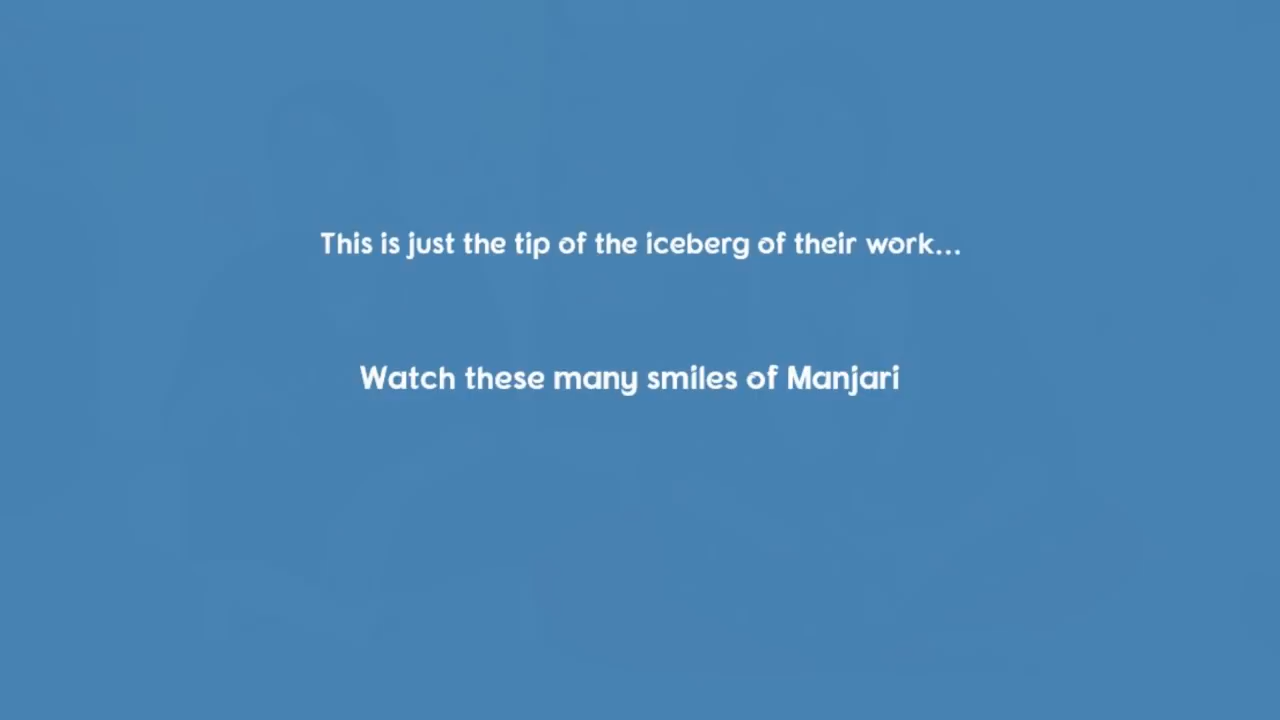 This is just the tip of the iceberg of their work...
Watch these many smiles of Manjari